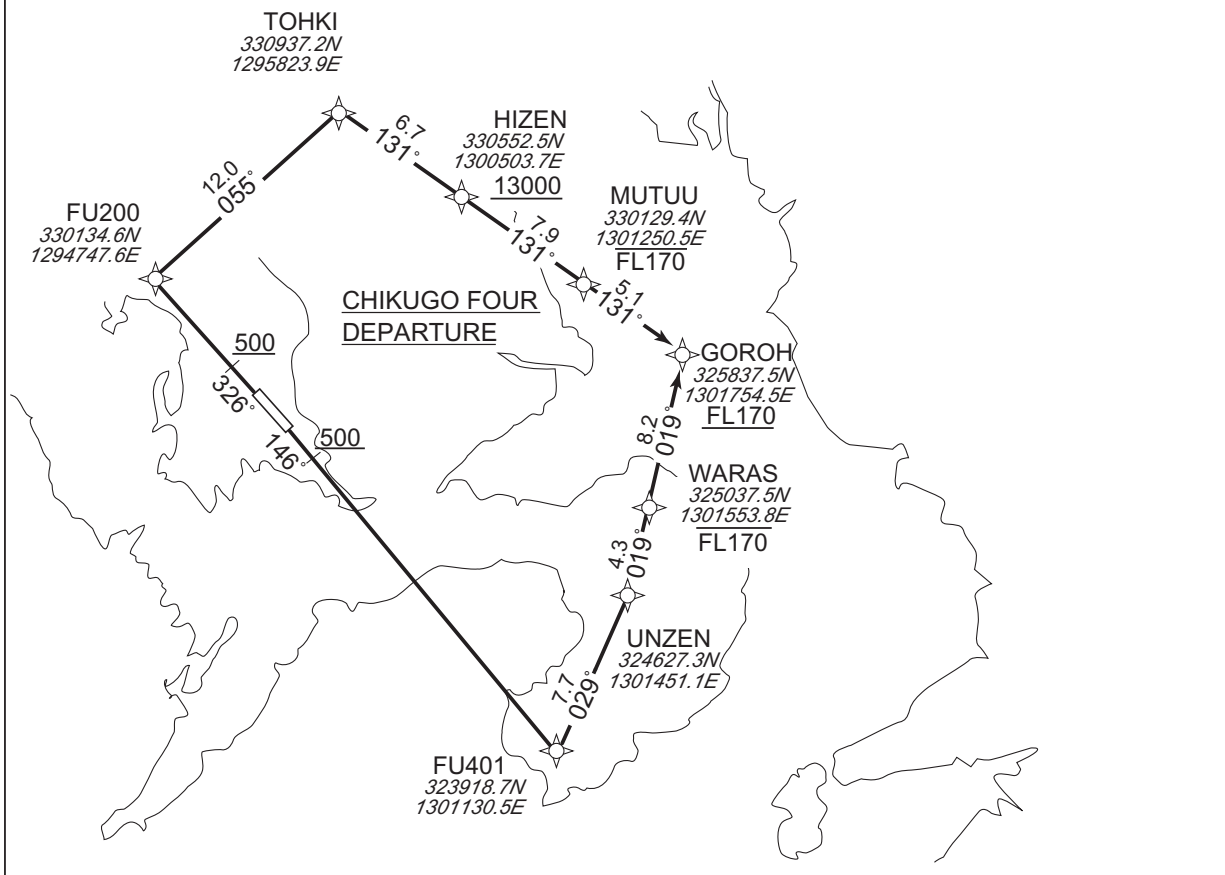 TOHKI
330937.2N
1295823.9E
6.7
131°
HIZEN
330552.5N
1300503.7E
13000
12.0
055°
FU200
330134.6N
1294747.6E
7.9
131°
MUTUU
330129.4N
1301250.5E
FL170
5.1
131°
CHIKUGO FOUR
DEPARTURE
500
326°
146°
500
GOROH
325837.5N
1301754.5E
FL170
8.2
019°
WARAS
325037.5N
1301553.8E
FL170
4.3
019°
UNZEN
324627.3N
1301451.1E
7.7
029°
FU401
323918.7N
1301130.5E